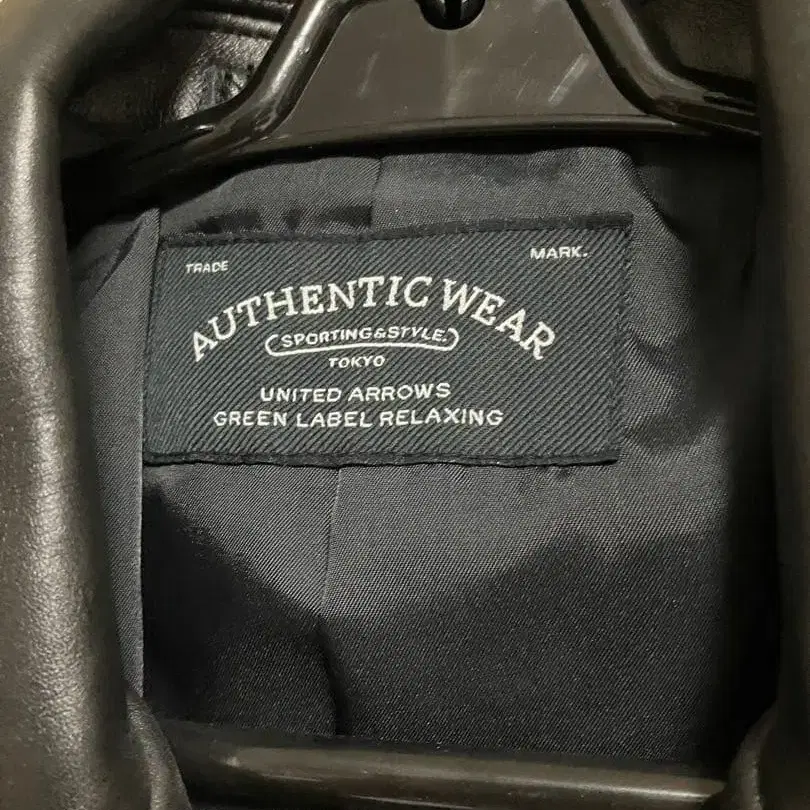 TRADE MARK.
AUTHENTIC WEAR
SPORTING&STYLE.
TOKYO
UNITED ARROWS
GREEN LABEL RELAXING